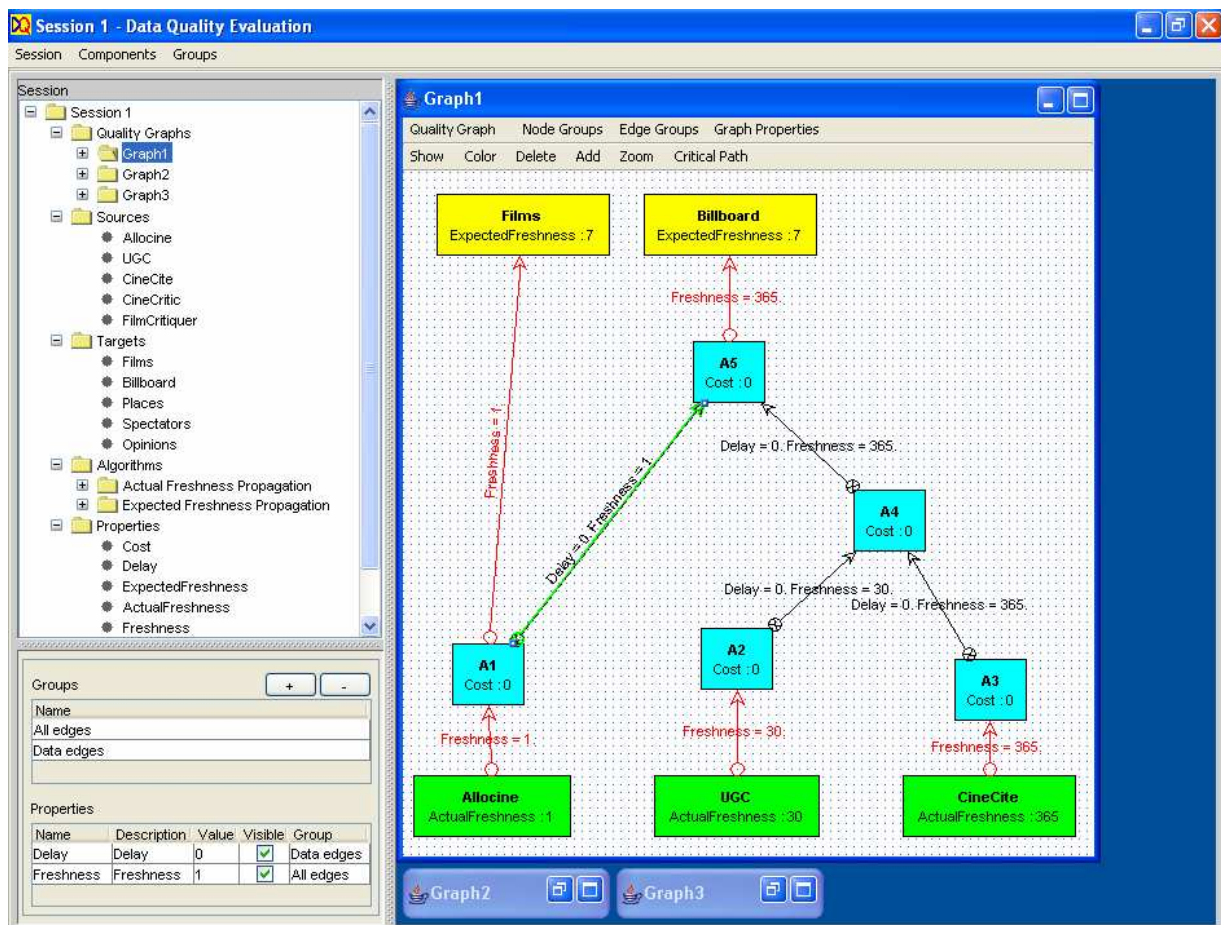 Session 1 - Data Quality Evaluation
Session Components Groups
Session
Session 1
Quality Graphs
Graph1
Graph2
Graph3
Sources
Allocine
UGC
CineCite
CineCritic
FilmCritiquer
Targets
Films
Billboard
Places
Spectators
Opinions
Algorithms
Actual Freshness Propagation
Expected Freshness Propagation
Properties
Cost
Delay
ExpectedFreshness
ActualFreshness
Freshness
Groups + -
Name
All edges
Data edges
Properties
Name Description Value Visible Group
Delay Delay 0 Data edges
Freshness Freshness 1 All edges
Graph1
Quality Graph Node Groups Edge Groups Graph Properties
Show Color Delete Add Zoom Critical Path
Films
ExpectedFreshness :7
Billboard
ExpectedFreshness :7
Freshness = 365.
A5
Cost :0
Freshness = 1.
Delay = 0. Freshness = 1.
Delay = 0. Freshness = 365.
A4
Cost :0
Delay = 0. Freshness = 30.
Delay = 0. Freshness = 365.
A1
Cost :0
A2
Cost :0
A3
Cost :0
Freshness = 1.
Freshness = 30.
Freshness = 365.
Allocine
ActualFreshness :1
UGC
ActualFreshness :30
CineCite
ActualFreshness :365
Graph2
Graph3